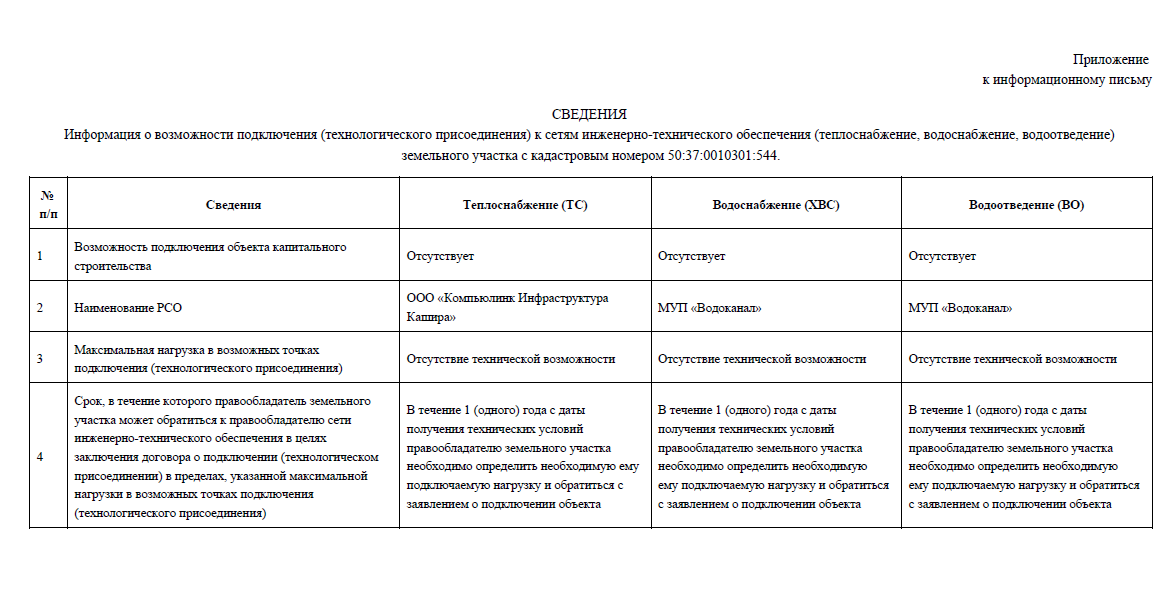 Приложение
к информационному письму
СВЕДЕНИЯ
Информация о возможности подключения (технологического присоединения) к сетям инженерно-технического обеспечения (теплоснабжение, водоснабжение, водоотведение)
земельного участка с кадастровым номером 50:37:0010301:544.
№
п/п
Сведения
Теплоснабжение (ТС)
Водоснабжение (ХВС)
Водоотведение (ВО)
1
Возможность подключения объекта капитального
строительства
Отсутствует
Отсутствует
Отсутствует
2
Наименование РСО
ООО «Компьюлинк Инфраструктура
Кашира»
МУП «Водоканал»
МУП «Водоканал»
3
Максимальная нагрузка в возможных точках
подключения (технологического присоединения)
Отсутствие технической возможности
Отсутствие технической возможности
Отсутствие технической возможности
4
Срок, в течение которого правообладатель земельного
участка может обратиться к правообладателю сети
инженерно-технического обеспечения в целях
заключения договора о подключении (технологическом
присоединении) в пределах, указанной максимальной
нагрузки в возможных точках подключения
(технологического присоединения)
В течение 1 (одного) года с даты
получения технических условий
правообладателю земельного участка
необходимо определить необходимую ему
подключаемую нагрузку и обратиться с
заявлением о подключении объекта
В течение 1 (одного) года с даты
получения технических условий
правообладателю земельного участка
необходимо определить необходимую
ему подключаемую нагрузку и обратиться
с заявлением о подключении объекта
В течение 1 (одного) года с даты
получения технических условий
правообладателю земельного участка
необходимо определить необходимую
ему подключаемую нагрузку и обратиться
с заявлением о подключении объекта